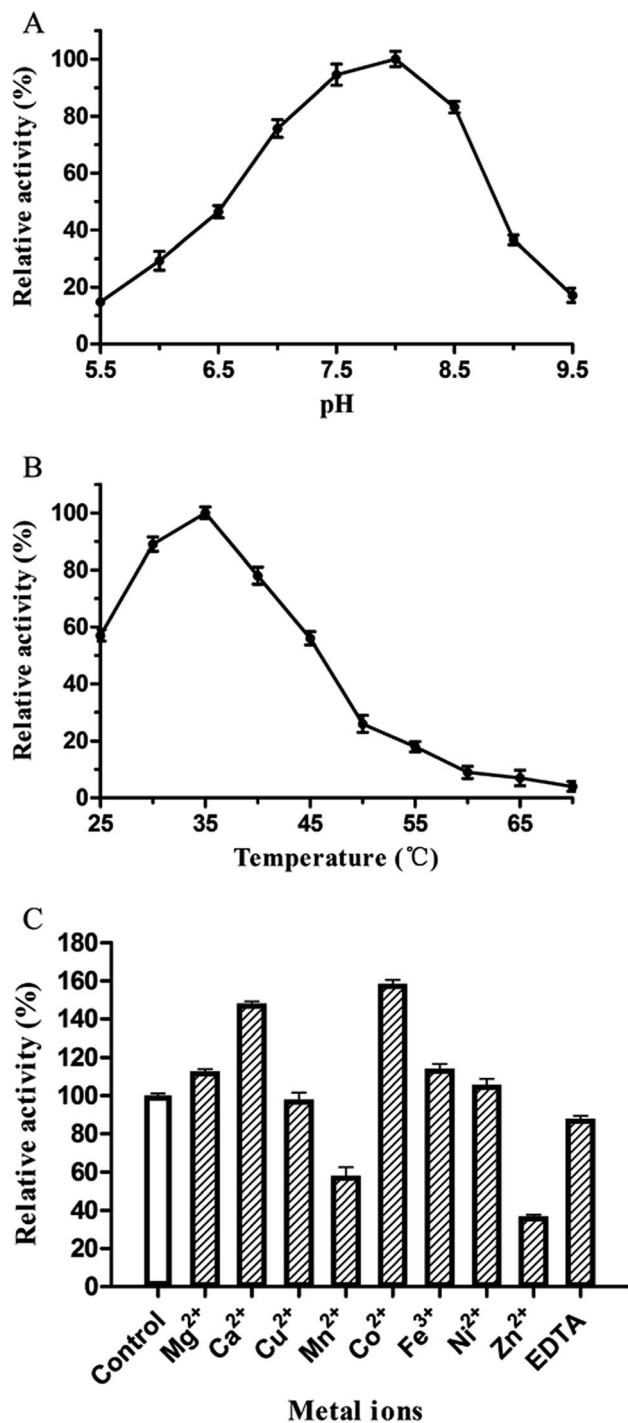 A
Relative activity (%)
100
80
60
40
20
0
5.5 6.5 7.5 8.5 9.5
pH
B
Relative activity (%)
100
80
60
40
20
0
25 35 45 55 65
Temperature (℃)
C
Relative activity (%)
180
160
140
120
100
80
60
40
20
0
Control Mg²⁺ Ca²⁺ Cu²⁺ Mn²⁺ Co²⁺ Fe³⁺ Ni²⁺ Zn²⁺ EDTA
Metal ions